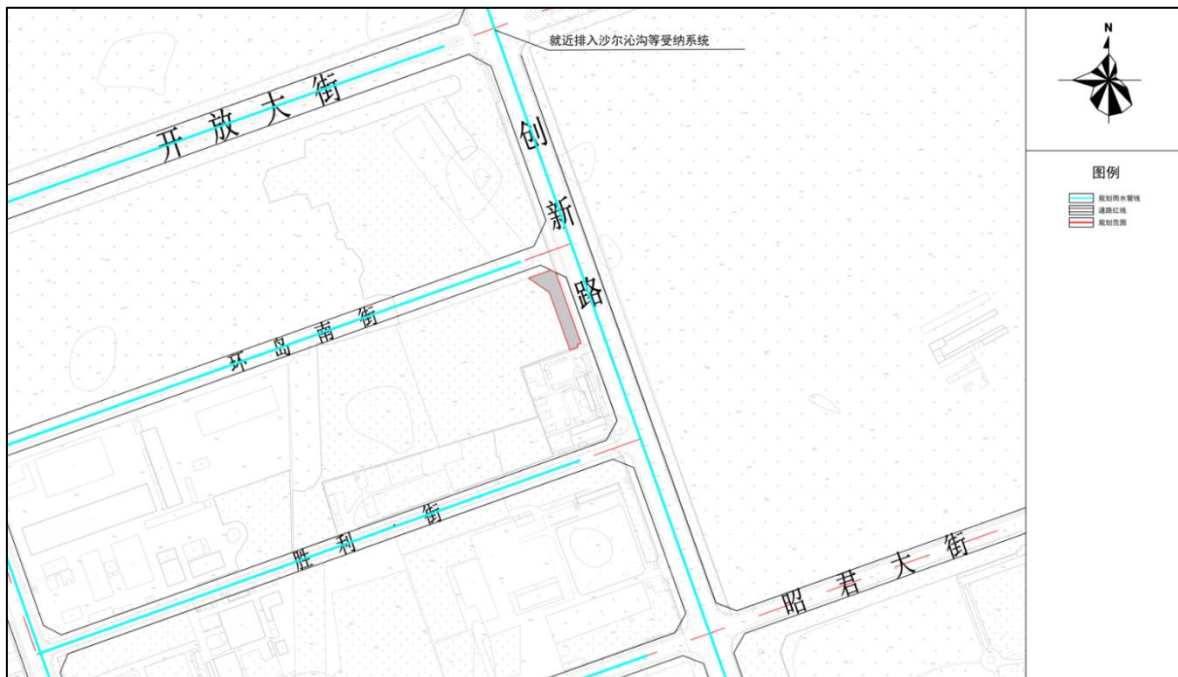 就近排入沙尔沁沟等受纳系统
N
开放大街
创新路
图例
规划雨水管线
道路红线
规划范围
环岛南街
胜利街
昭君大街